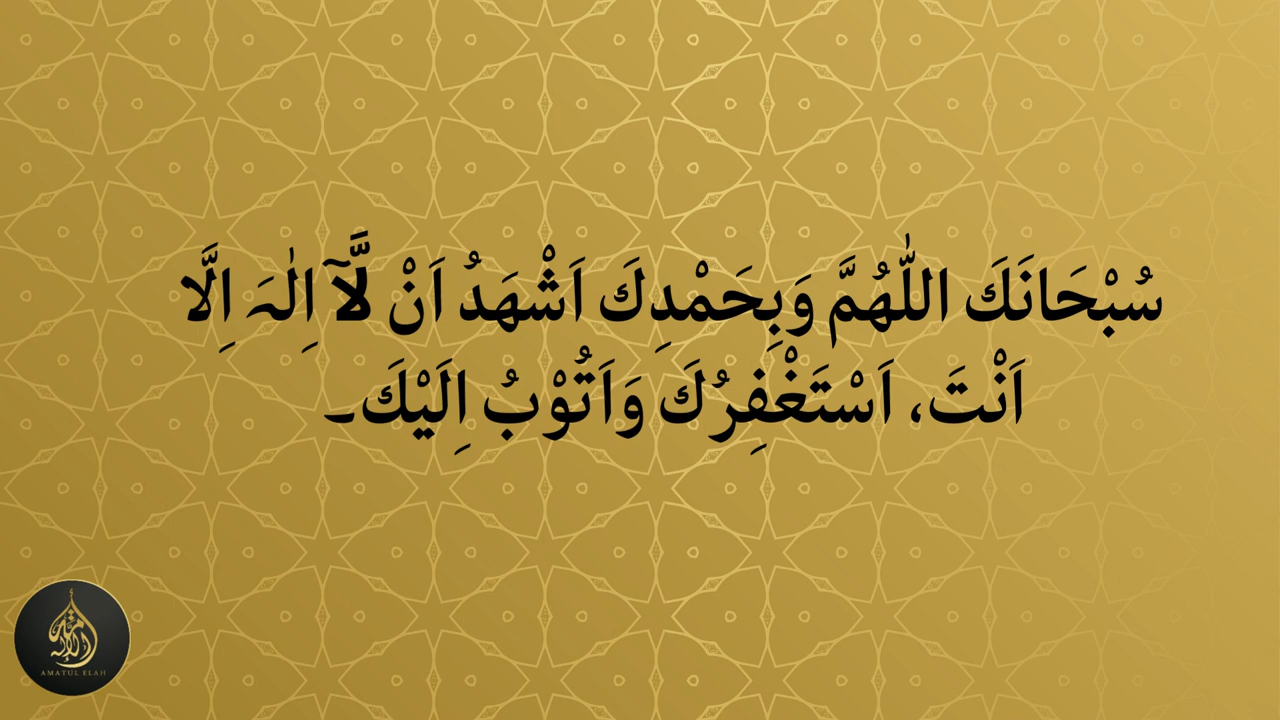 سُبْحَانَكَ اللّٰهُمَّ وَبِحَمْدِكَ اَشْهَدُ اَنْ لَّآ اِلٰہَ اِلَّا
اَنْتَ، اَسْتَغْفِرُكَ وَاَتُوْبُ اِلَيْكَ۔
AMATUL ELAH